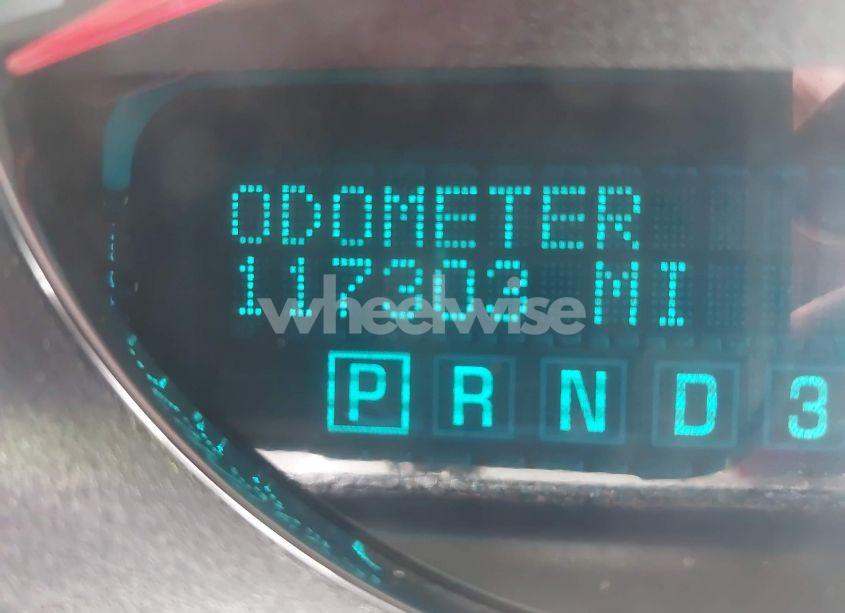 ODOMETER
117303 MI
wheelwise
P R N D 3